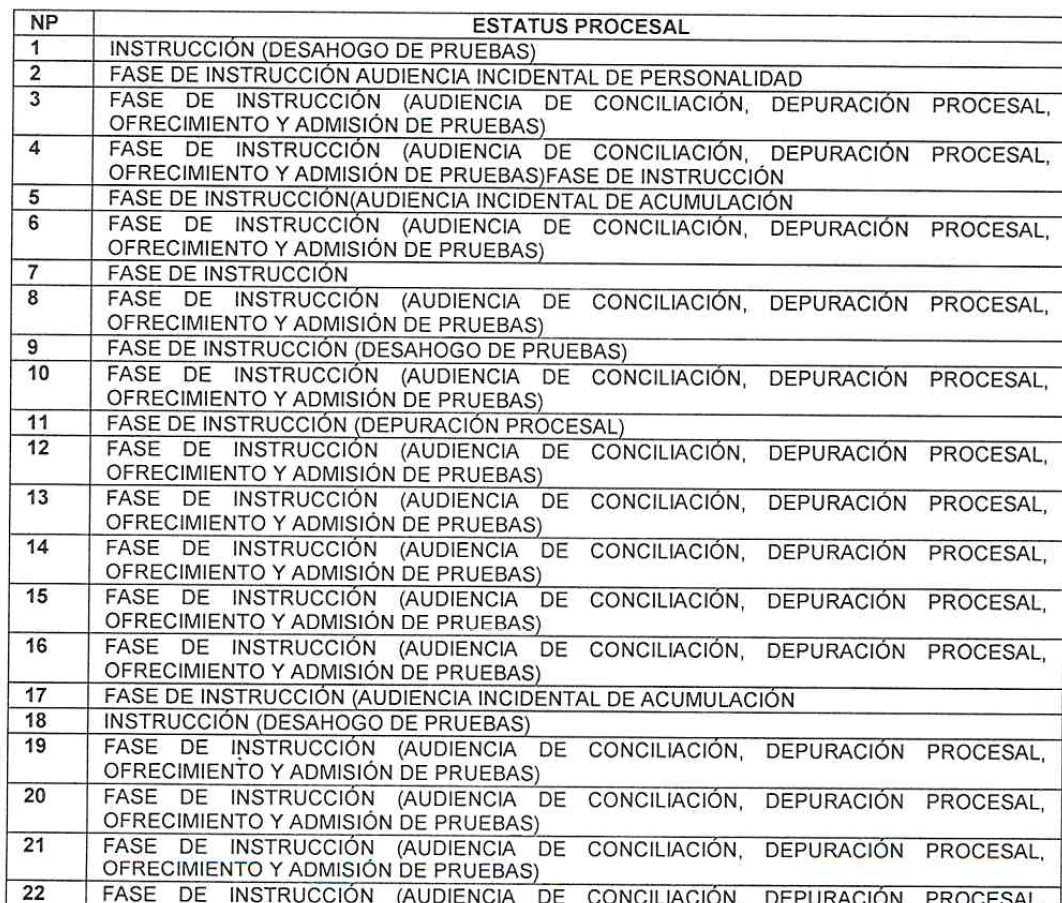 NP ESTATUS PROCESAL
1 INSTRUCCIÓN (DESAHOGO DE PRUEBAS)
2 FASE DE INSTRUCCIÓN AUDIENCIA INCIDENTAL DE PERSONALIDAD
3 FASE DE INSTRUCCIÓN (AUDIENCIA DE CONCILIACIÓN, DEPURACIÓN PROCESAL,
OFRECIMIENTO Y ADMISIÓN DE PRUEBAS)
4 FASE DE INSTRUCCIÓN (AUDIENCIA DE CONCILIACIÓN, DEPURACIÓN PROCESAL,
OFRECIMIENTO Y ADMISIÓN DE PRUEBAS)FASE DE INSTRUCCIÓN
5 FASE DE INSTRUCCIÓN(AUDIENCIA INCIDENTAL DE ACUMULACIÓN
6 FASE DE INSTRUCCIÓN (AUDIENCIA DE CONCILIACIÓN, DEPURACIÓN PROCESAL,
OFRECIMIENTO Y ADMISIÓN DE PRUEBAS)
7 FASE DE INSTRUCCIÓN
8 FASE DE INSTRUCCIÓN (AUDIENCIA DE CONCILIACIÓN, DEPURACIÓN PROCESAL,
OFRECIMIENTO Y ADMISIÓN DE PRUEBAS)
9 FASE DE INSTRUCCIÓN (DESAHOGO DE PRUEBAS)
10 FASE DE INSTRUCCIÓN (AUDIENCIA DE CONCILIACIÓN, DEPURACIÓN PROCESAL,
OFRECIMIENTO Y ADMISIÓN DE PRUEBAS)
11 FASE DE INSTRUCCIÓN (DEPURACIÓN PROCESAL)
12 FASE DE INSTRUCCIÓN (AUDIENCIA DE CONCILIACIÓN, DEPURACIÓN PROCESAL,
OFRECIMIENTO Y ADMISIÓN DE PRUEBAS)
13 FASE DE INSTRUCCIÓN (AUDIENCIA DE CONCILIACIÓN, DEPURACIÓN PROCESAL,
OFRECIMIENTO Y ADMISIÓN DE PRUEBAS)
14 FASE DE INSTRUCCIÓN (AUDIENCIA DE CONCILIACIÓN, DEPURACIÓN PROCESAL,
OFRECIMIENTO Y ADMISIÓN DE PRUEBAS)
15 FASE DE INSTRUCCIÓN (AUDIENCIA DE CONCILIACIÓN, DEPURACIÓN PROCESAL,
OFRECIMIENTO Y ADMISIÓN DE PRUEBAS)
16 FASE DE INSTRUCCIÓN (AUDIENCIA DE CONCILIACIÓN, DEPURACIÓN PROCESAL,
OFRECIMIENTO Y ADMISIÓN DE PRUEBAS)
17 FASE DE INSTRUCCIÓN (AUDIENCIA INCIDENTAL DE ACUMULACIÓN
18 INSTRUCCIÓN (DESAHOGO DE PRUEBAS)
19 FASE DE INSTRUCCIÓN (AUDIENCIA DE CONCILIACIÓN, DEPURACIÓN PROCESAL,
OFRECIMIENTO Y ADMISIÓN DE PRUEBAS)
20 FASE DE INSTRUCCIÓN (AUDIENCIA DE CONCILIACIÓN, DEPURACIÓN PROCESAL,
OFRECIMIENTO Y ADMISIÓN DE PRUEBAS)
21 FASE DE INSTRUCCIÓN (AUDIENCIA DE CONCILIACIÓN, DEPURACIÓN PROCESAL,
OFRECIMIENTO Y ADMISIÓN DE PRUEBAS)
22 FASE DE INSTRUCCIÓN (AUDIENCIA DE CONCILIACIÓN, DEPURACIÓN PROCESAL,